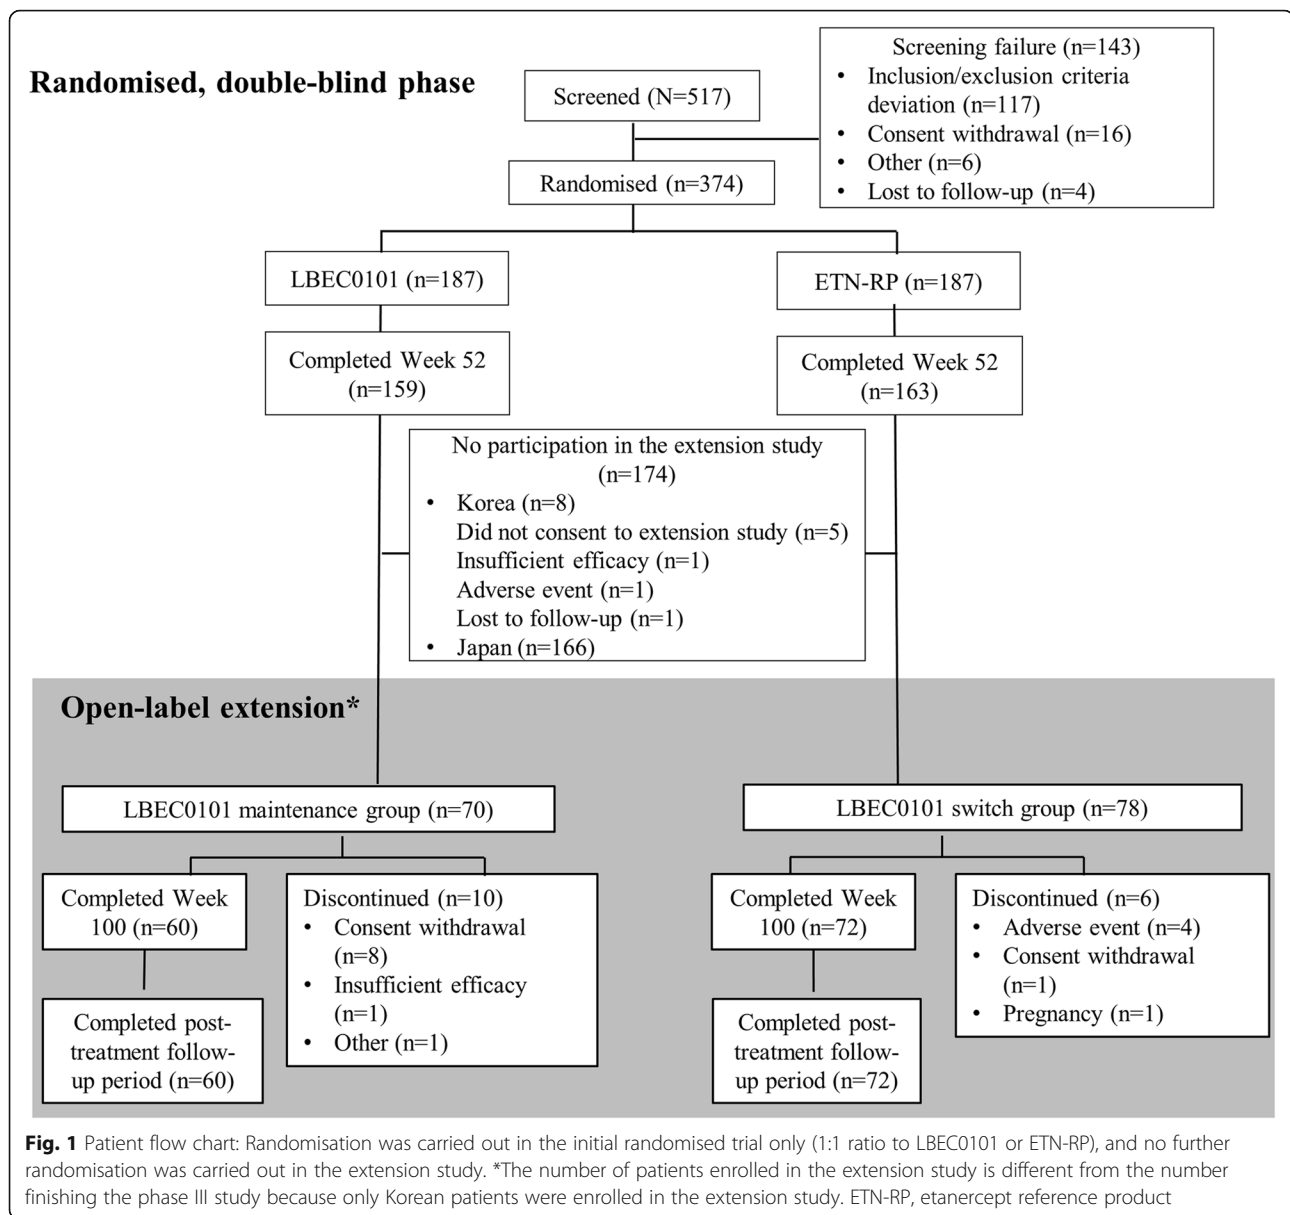 Randomised, double-blind phase
Screened (N=517)
Screening failure (n=143)
• Inclusion/exclusion criteria
deviation (n=117)
• Consent withdrawal (n=16)
• Other (n=6)
• Lost to follow-up (n=4)
Randomised (n=374)
LBEC0101 (n=187)
ETN-RP (n=187)
Completed Week 52
(n=159)
Completed Week 52
(n=163)
No participation in the extension study
(n=174)
• Korea (n=8)
Did not consent to extension study (n=5)
Insufficient efficacy (n=1)
Adverse event (n=1)
Lost to follow-up (n=1)
• Japan (n=166)
Open-label extension*
LBEC0101 maintenance group (n=70)
LBEC0101 switch group (n=78)
Completed Week
100 (n=60)
Discontinued (n=10)
• Consent withdrawal
(n=8)
• Insufficient efficacy
(n=1)
• Other (n=1)
Completed post-
treatment follow-
up period (n=60)
Completed Week
100 (n=72)
Discontinued (n=6)
• Adverse event (n=4)
• Consent withdrawal
(n=1)
• Pregnancy (n=1)
Completed post-
treatment follow-
up period (n=72)
Fig. 1 Patient flow chart: Randomisation was carried out in the initial randomised trial only (1:1 ratio to LBEC0101 or ETN-RP), and no further
randomisation was carried out in the extension study. *The number of patients enrolled in the extension study is different from the number
finishing the phase III study because only Korean patients were enrolled in the extension study. ETN-RP, etanercept reference product